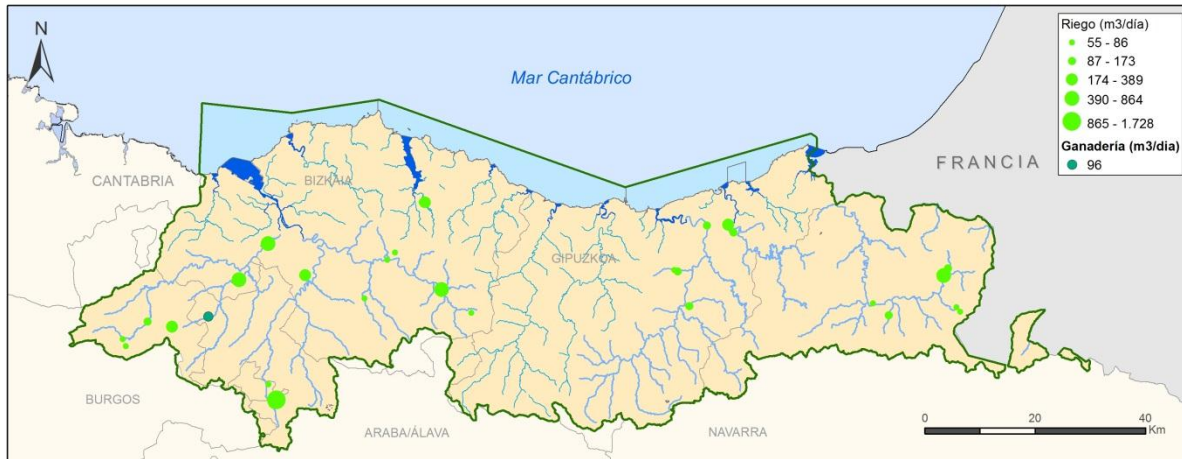 N
Mar Cantábrico
Riego (m3/día)
55 - 86
87 - 173
174 - 389
390 - 864
865 - 1.728
Ganadería (m3/dia)
96
FRANCIA
CANTABRIA
BIZKAIA
GIPUZKOA
BURGOS
ARABA/ÁLAVA
NAVARRA
0 20 40
Km